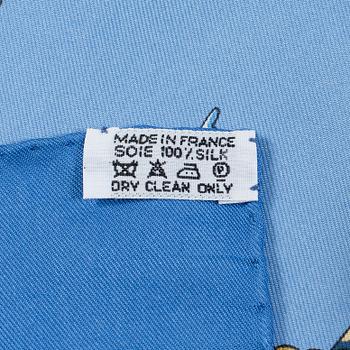 MADE IN FRANCE
SOIE 100% SILK
P
DRY CLEAN ONLY